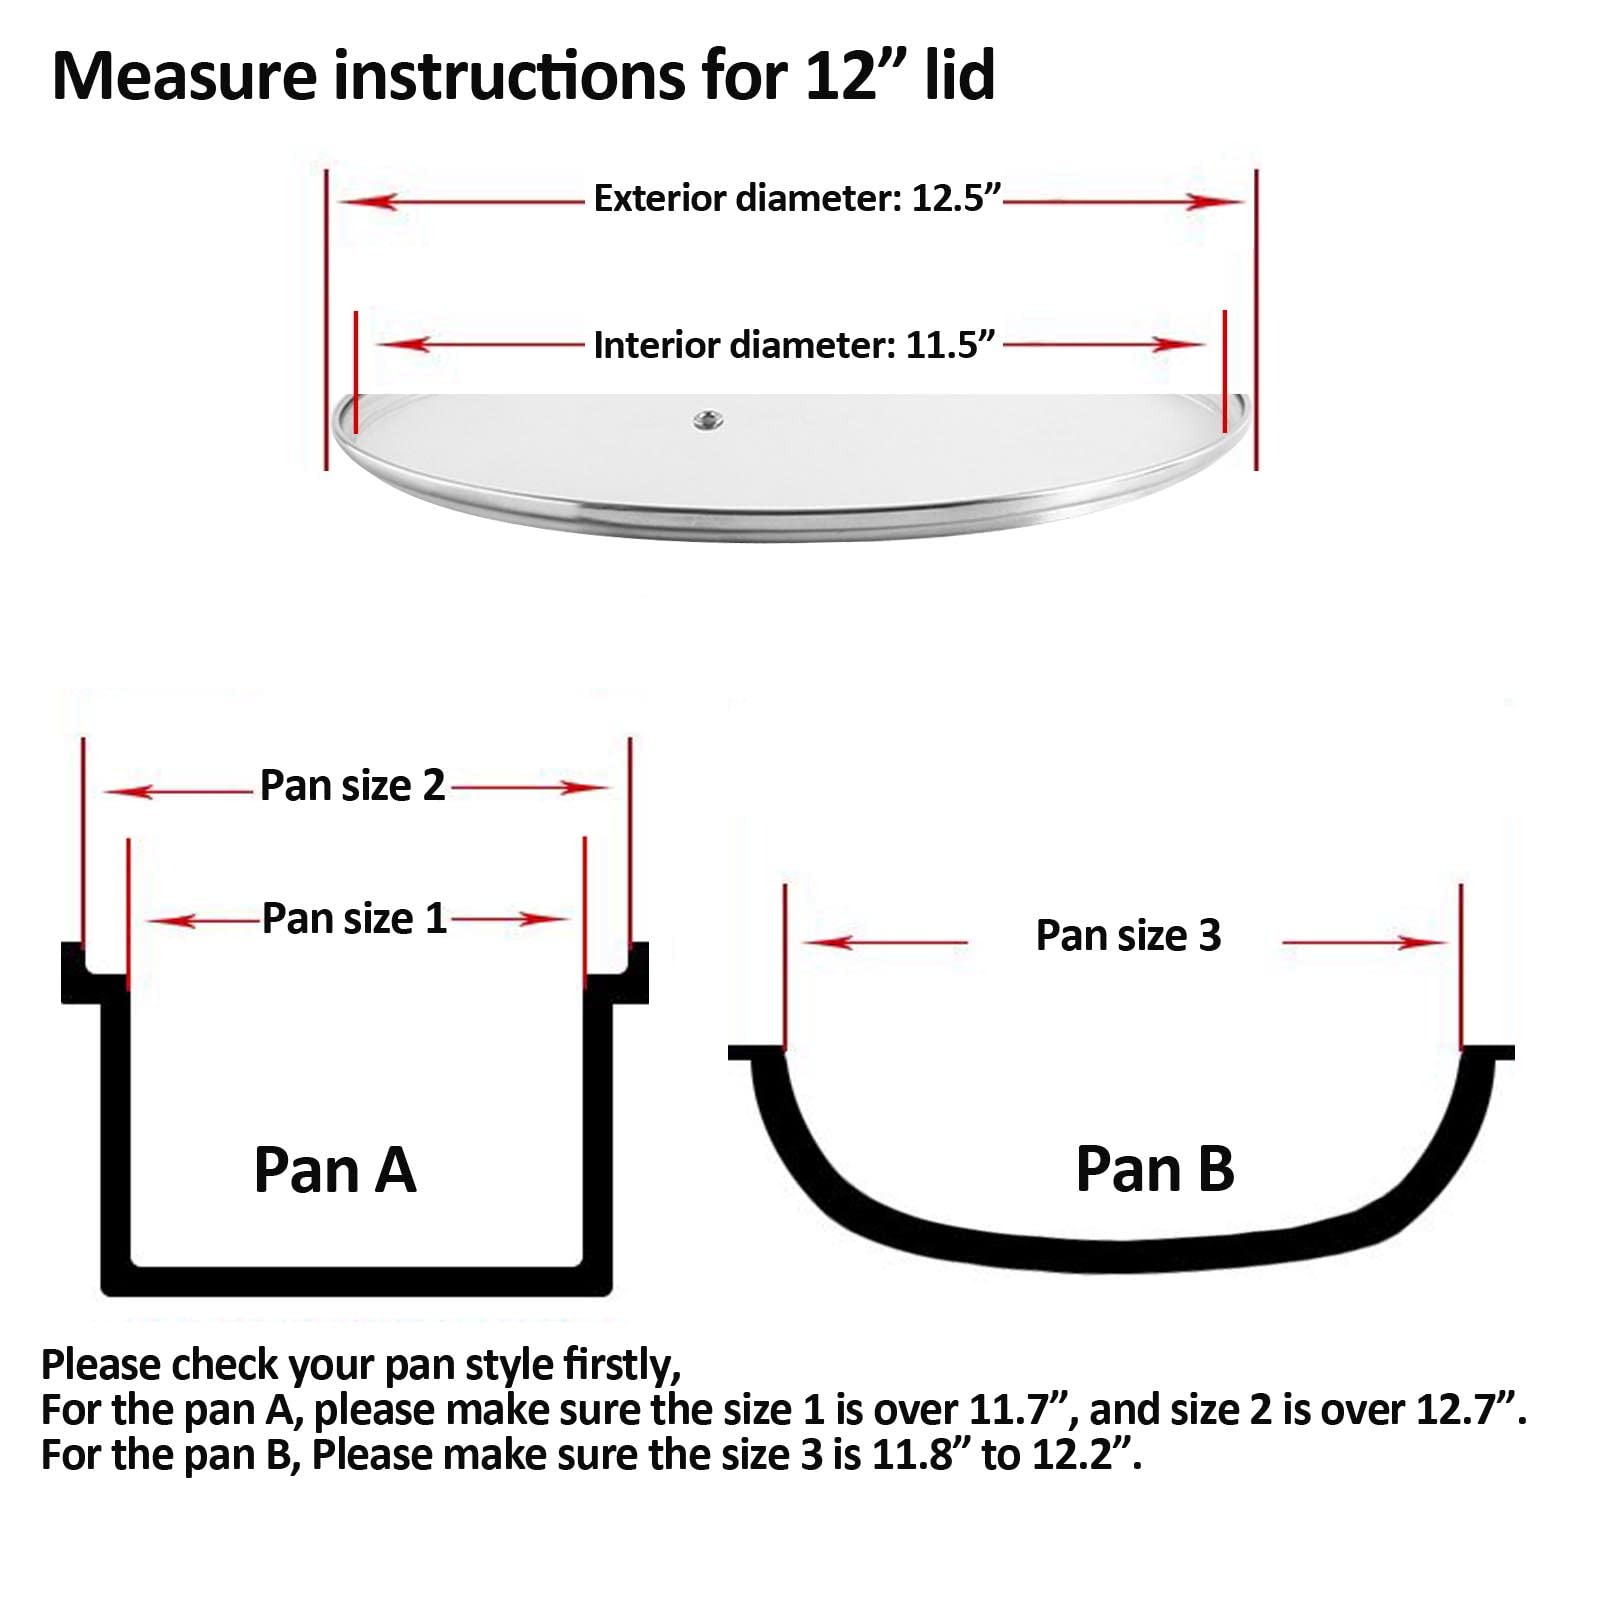 Measure instructions for 12” lid
Exterior diameter: 12.5”
Interior diameter: 11.5”
Pan size 2
Pan size 1
Pan size 3
Pan A
Pan B
Please check your pan style firstly,
For the pan A, please make sure the size 1 is over 11.7”, and size 2 is over 12.7”.
For the pan B, Please make sure the size 3 is 11.8” to 12.2”.